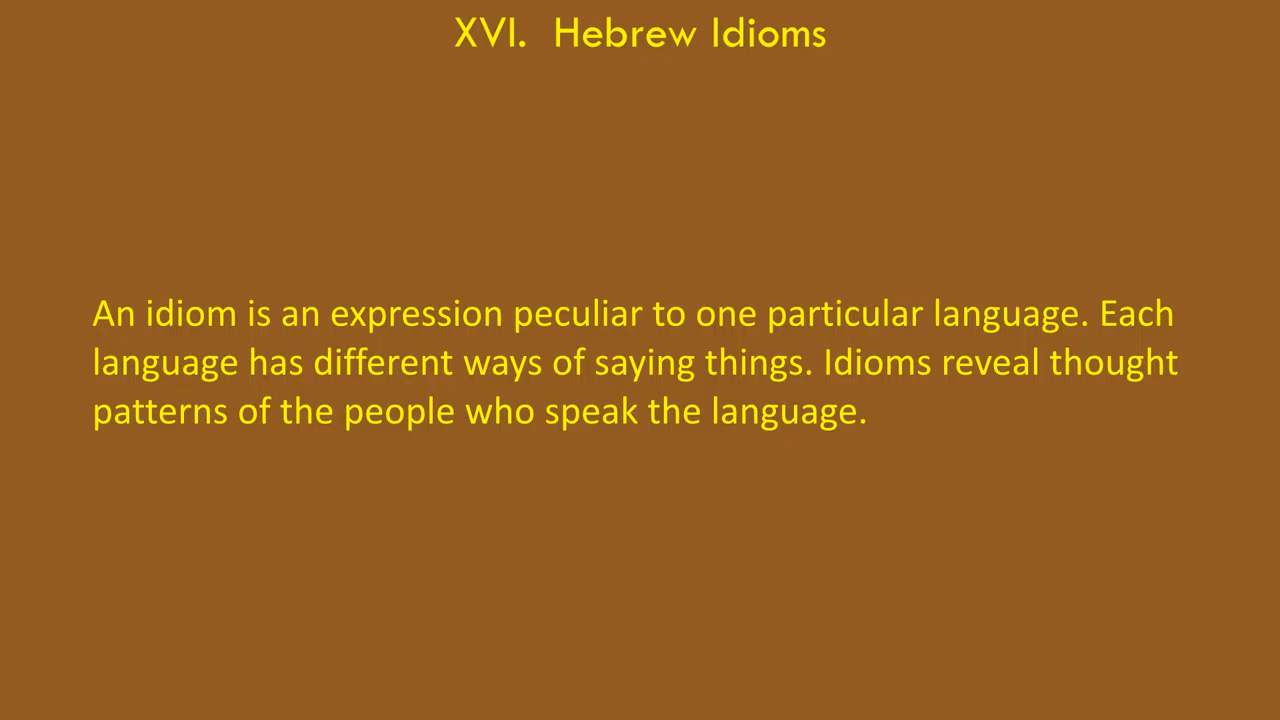 XVI.  Hebrew Idioms
An idiom is an expression peculiar to one particular language. Each
language has different ways of saying things. Idioms reveal thought
patterns of the people who speak the language.